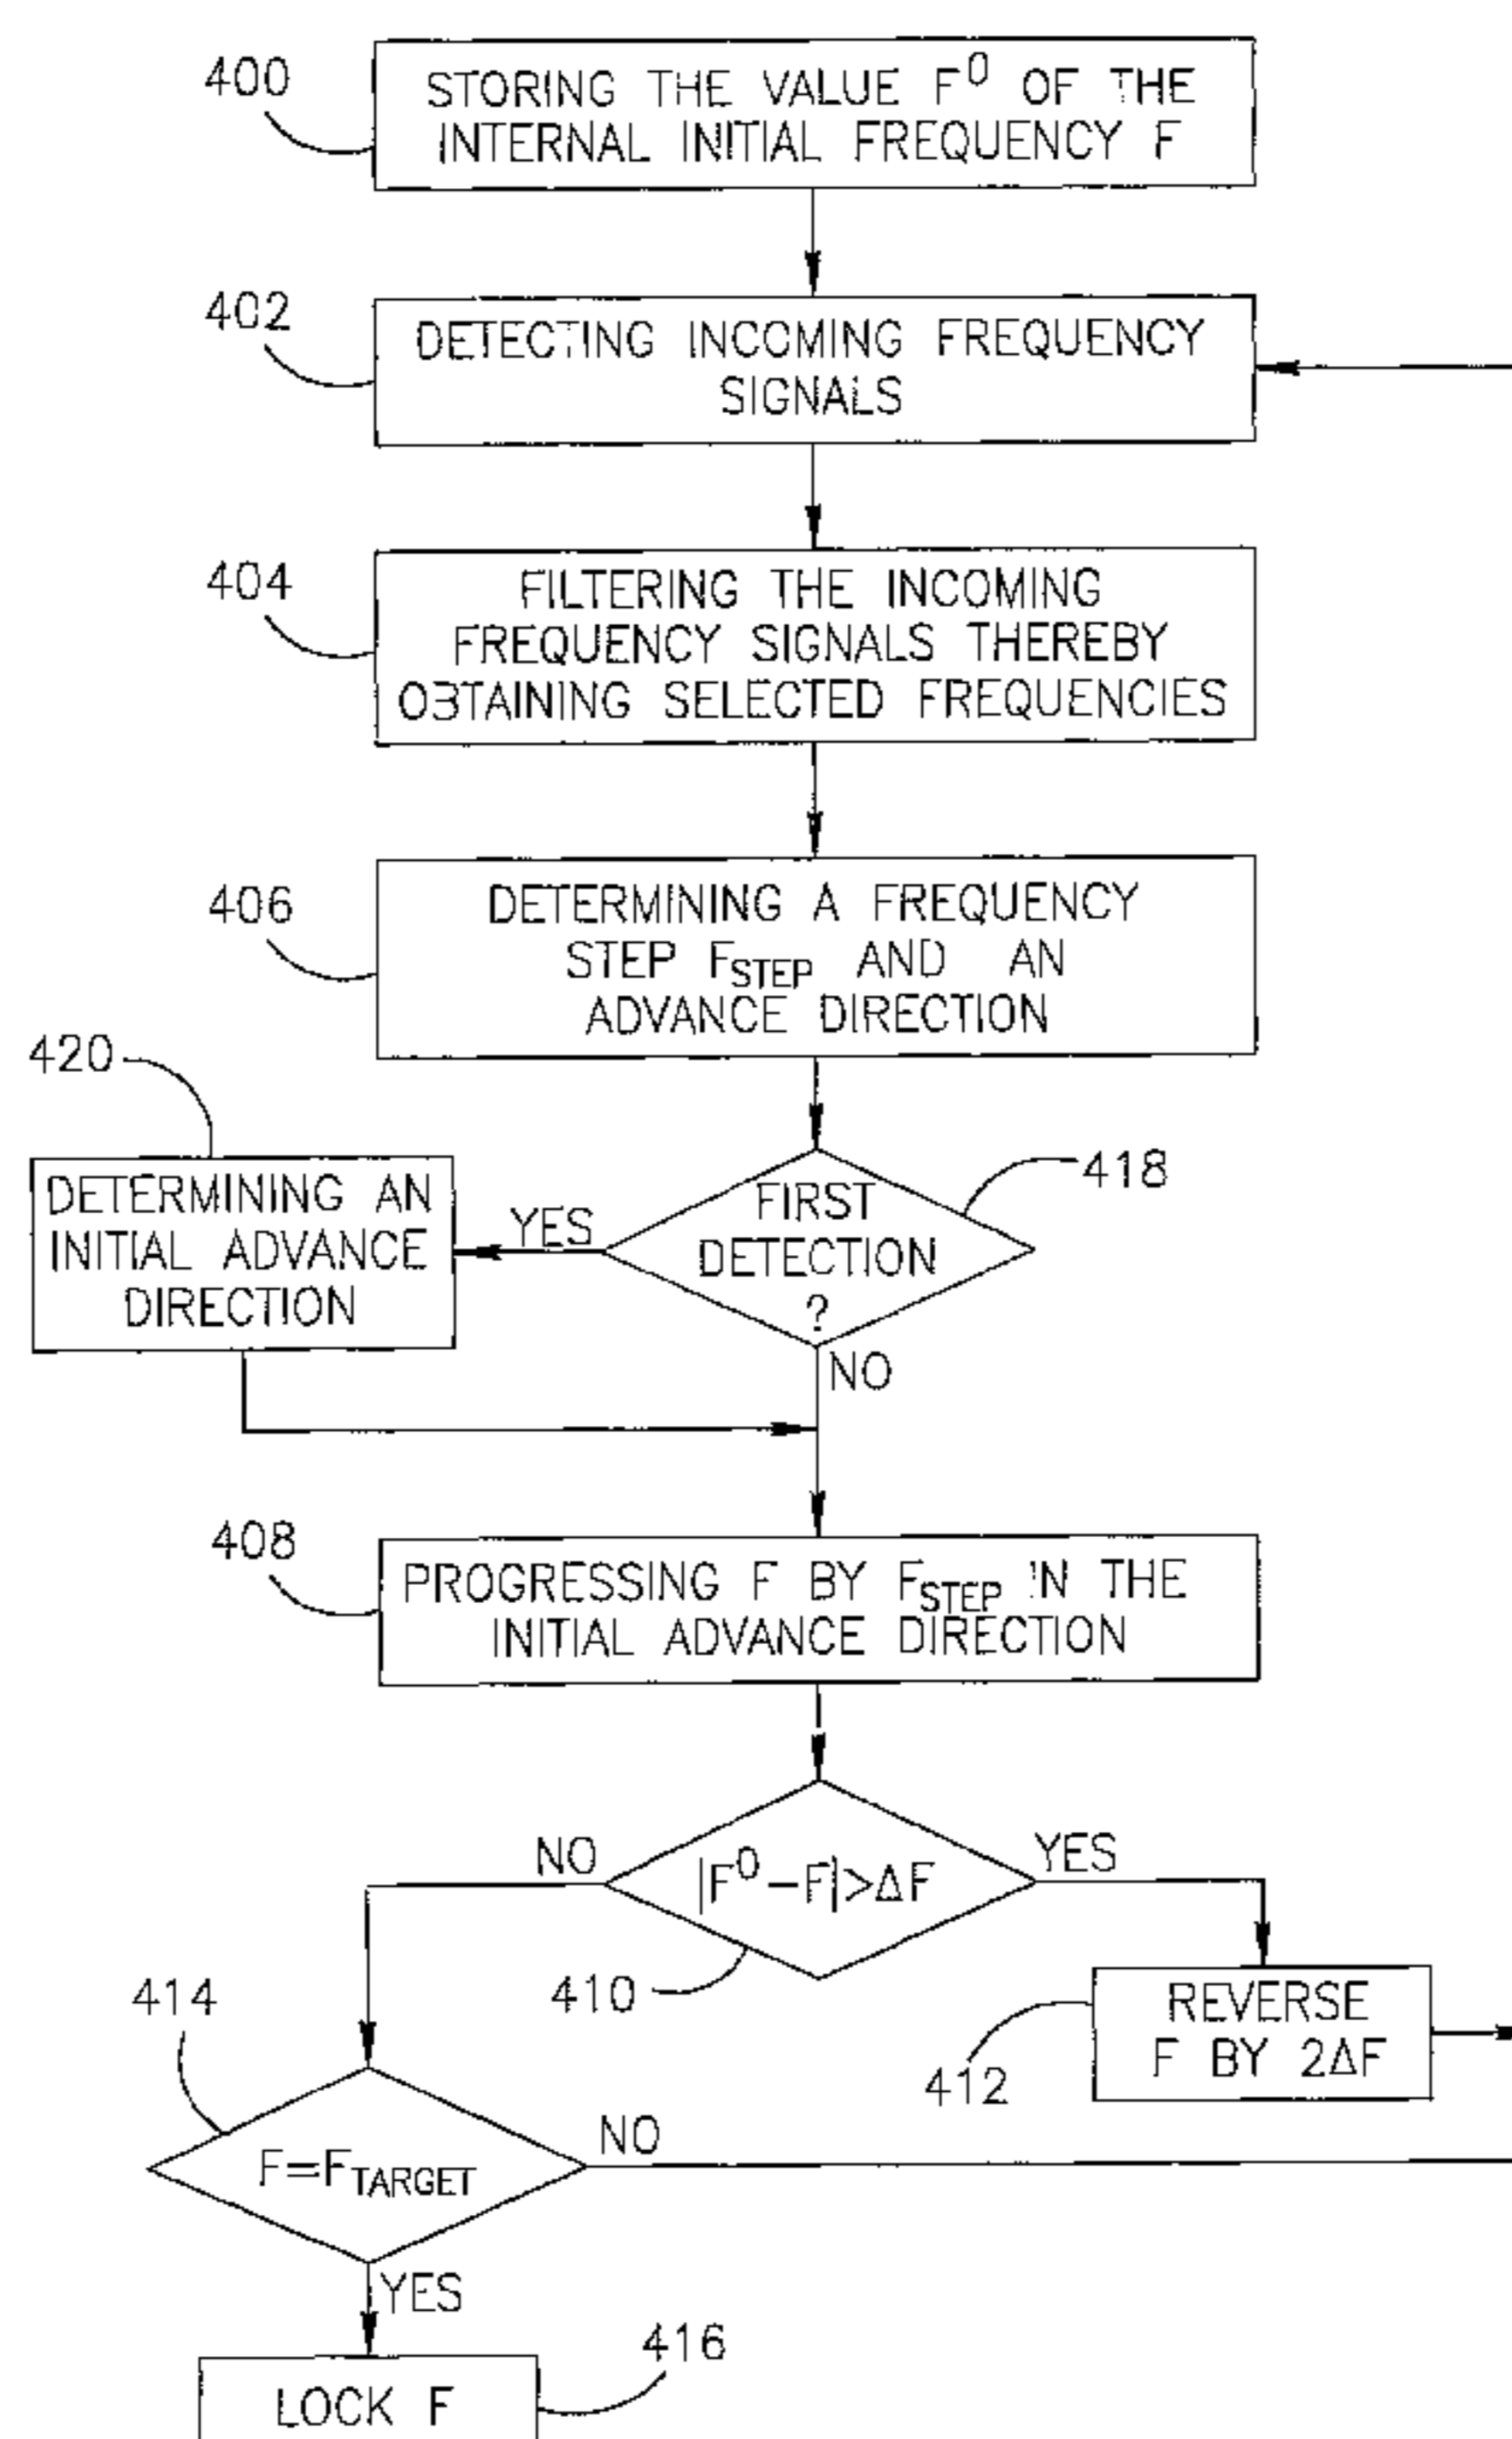 400
STORING THE VALUE F⁰ OF THE
INTERNAL INITIAL FREQUENCY F
402
DETECTING INCOMING FREQUENCY
SIGNALS
404
FILTERING THE INCOMING
FREQUENCY SIGNALS THEREBY
OBTAINING SELECTED FREQUENCIES
406
DETERMINING A FREQUENCY
STEP F_STEP AND AN
ADVANCE DIRECTION
420
418
FIRST
DETECTION
?
YES
DETERMINING AN
INITIAL ADVANCE
DIRECTION
NO
408
PROGRESSING F BY F_STEP IN THE
INITIAL ADVANCE DIRECTION
NO
|F⁰-F|>ΔF
YES
410
412
REVERSE
F BY 2ΔF
414
F=F_TARGET
NO
YES
416
LOCK F